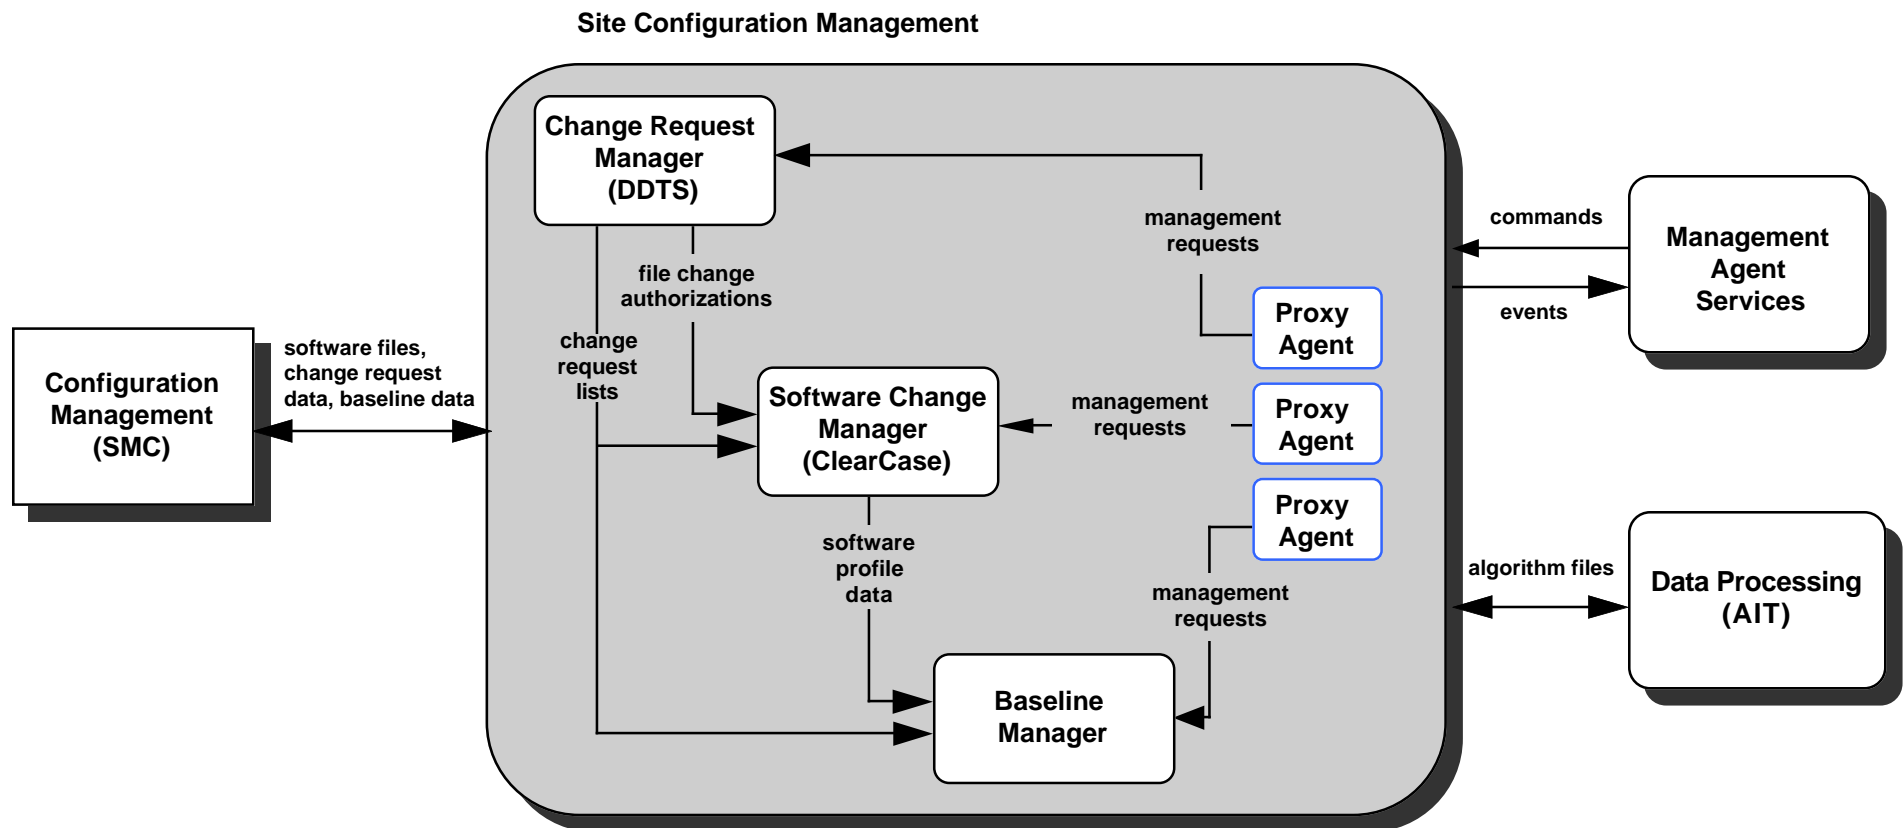 Site Configuration Management
Change Request
Manager
(DDTS)
management
requests
commands
Management
Agent
Services
events
file change
authorizations
Proxy
Agent
change
request
lists
software files,
change request
data, baseline data
Configuration
Management
(SMC)
Software Change
Manager
(ClearCase)
management
requests
Proxy
Agent
Proxy
Agent
software
profile
data
management
requests
algorithm files
Data Processing
(AIT)
Baseline
Manager